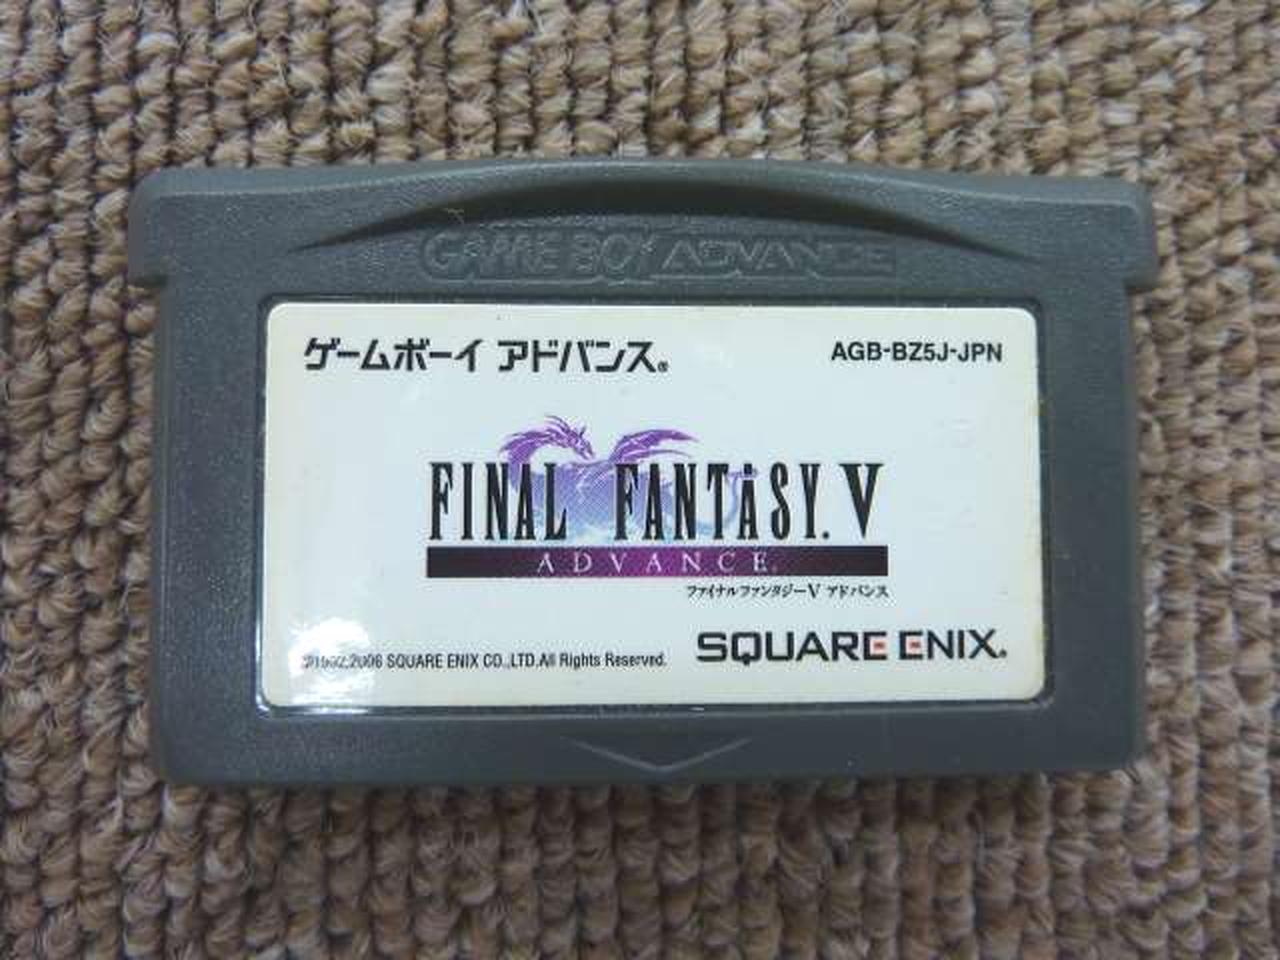 GAME BOY ADVANCE
ゲームボーイ アドバンス®
AGB-BZ5J-JPN
FINAL FANTASY. V
ADVANCE.
ファイナルファンタジーV アドバンス
SQUARE ENIX.
©1992,2006 SQUARE ENIX CO.,LTD.All Rights Reserved.